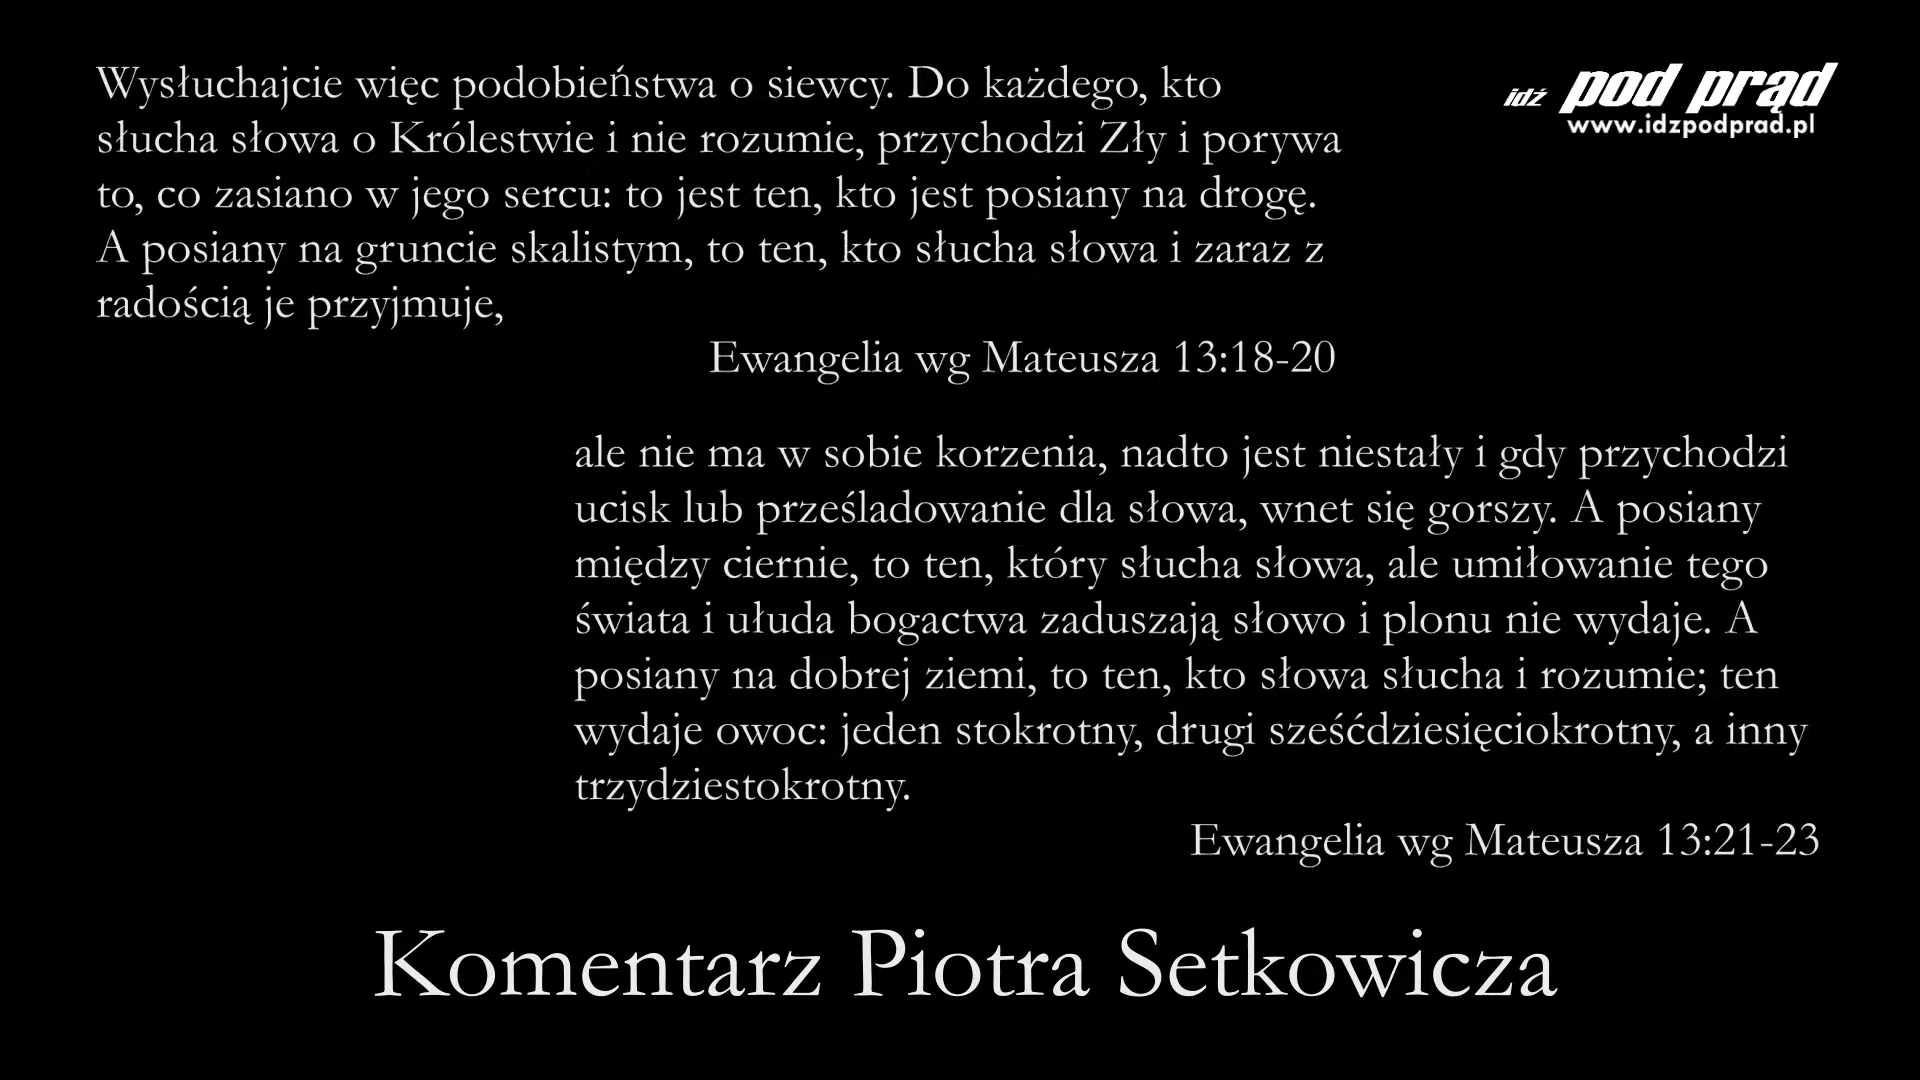 Wysłuchajcie więc podobieństwa o siewcy. Do każdego, kto
słucha słowa o Królestwie i nie rozumie, przychodzi Zły i porywa
to, co zasiano w jego sercu: to jest ten, kto jest posiany na drogę.
A posiany na gruncie skalistym, to ten, kto słucha słowa i zaraz z
radością je przyjmuje,
Ewangelia wg Mateusza 13:18-20
idź pod prąd
www.idzpodprad.pl
ale nie ma w sobie korzenia, nadto jest niestały i gdy przychodzi
ucisk lub prześladowanie dla słowa, wnet się gorszy. A posiany
między ciernie, to ten, który słucha słowa, ale umiłowanie tego
świata i ułuda bogactwa zaduszają słowo i plonu nie wydaje. A
posiany na dobrej ziemi, to ten, kto słowa słucha i rozumie; ten
wydaje owoc: jeden stokrotny, drugi sześćdziesięciokrotny, a inny
trzydziestokrotny.
Ewangelia wg Mateusza 13:21-23
Komentarz Piotra Setkowicza